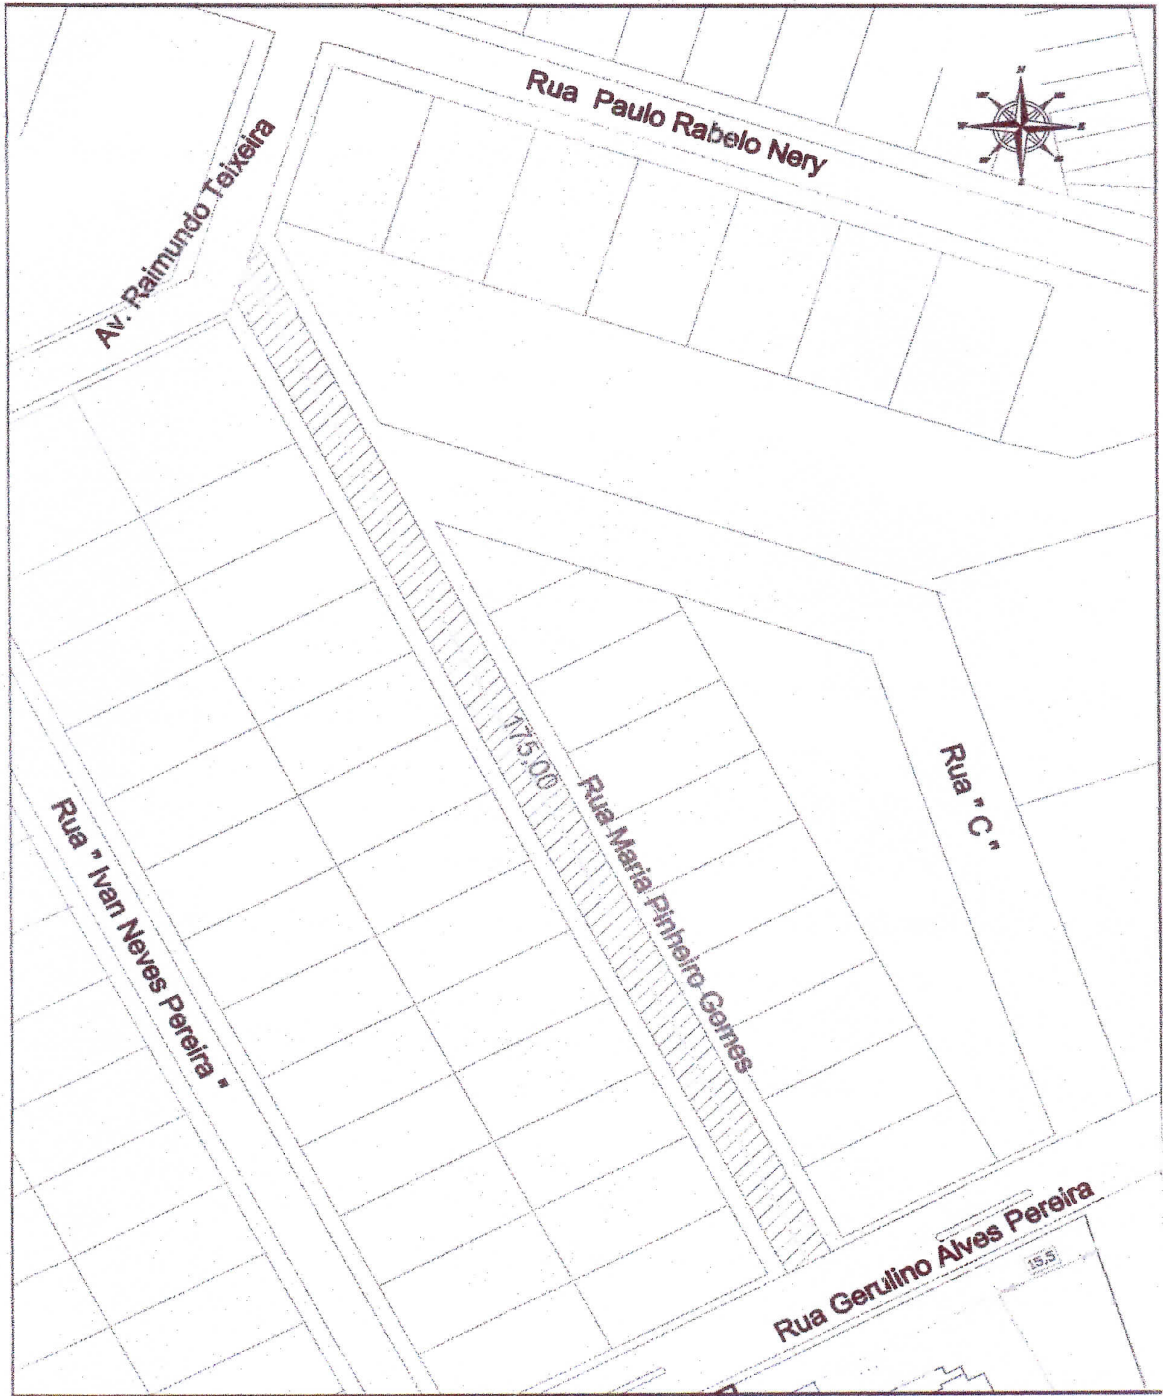 Rua Paulo Rabelo Nery
N
W
E
Av. Raimundo Teixeira
175,00
Rua Maria Pinheiro Gomes
Rua " C "
Rua " Ivan Neves Pereira "
Rua Gerulino Alves Pereira
15,5